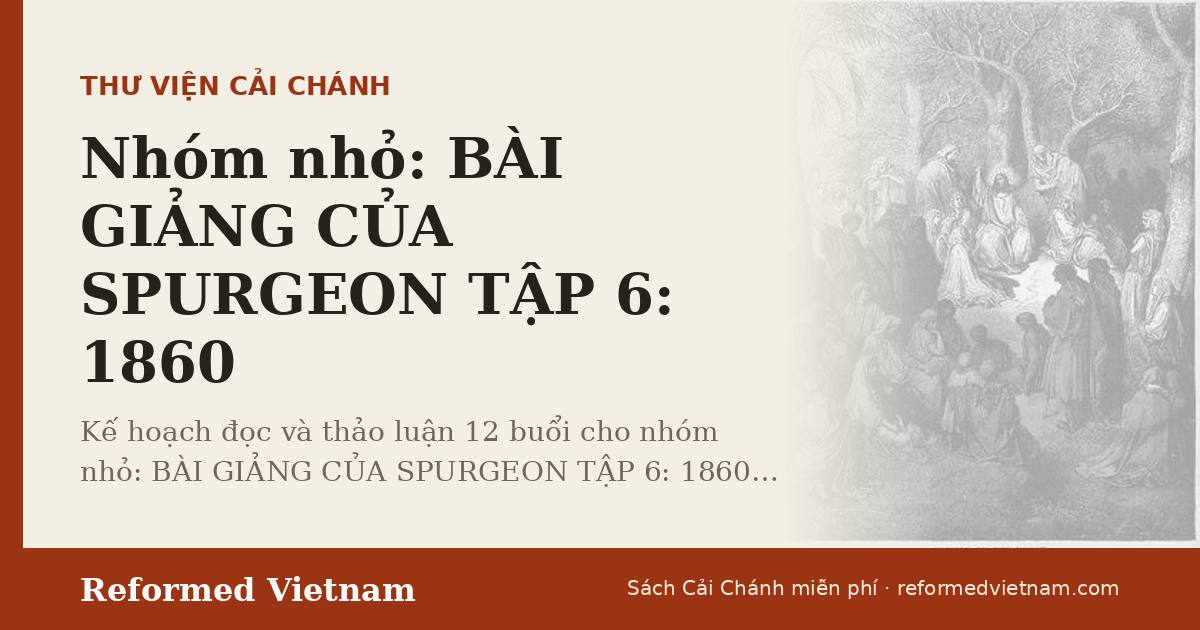 THƯ VIỆN CẢI CHÁNH
Nhóm nhỏ: BÀI
GIẢNG CỦA
SPURGEON TẬP 6:
1860
Kế hoạch đọc và thảo luận 12 buổi cho nhóm
nhỏ: BÀI GIẢNG CỦA SPURGEON TẬP 6: 1860...
Reformed Vietnam
Sách Cải Chánh miễn phí · reformedvietnam.com